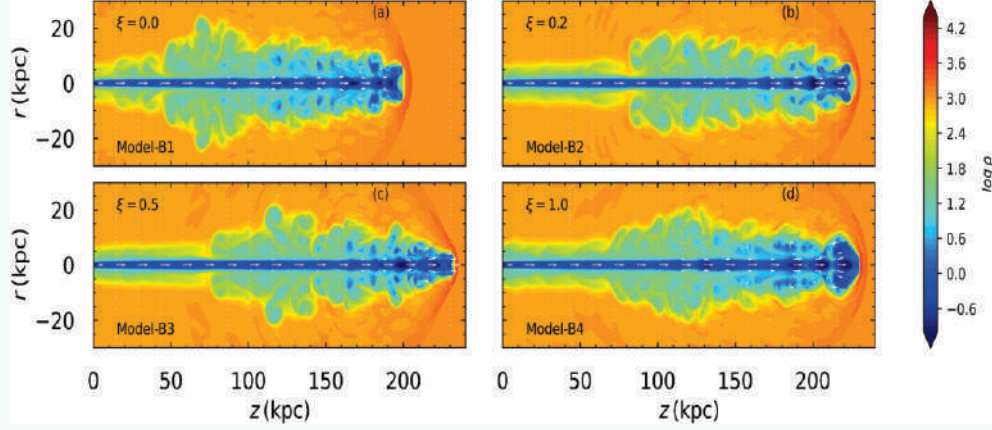 (a)
ξ = 0.0
Model-B1
(b)
ξ = 0.2
Model-B2
20
0
−20
r (kpc)
(c)
ξ = 0.5
Model-B3
(d)
ξ = 1.0
Model-B4
20
0
−20
r (kpc)
0 50 100 150 200
z (kpc)
0 50 100 150 200
z (kpc)
4.2
3.6
3.0
2.4
1.8
1.2
0.6
0.0
−0.6
log ρ